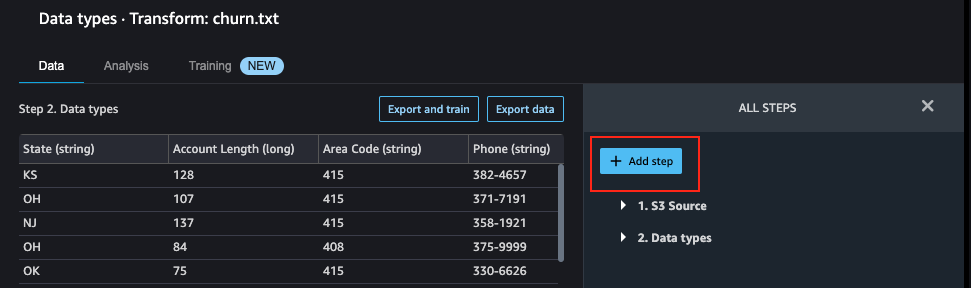 Data types · Transform: churn.txt
Data Analysis Training NEW
Step 2. Data types
Export and train Export data
State (string) Account Length (long) Area Code (string) Phone (string)
KS 128 415 382-4657
OH 107 415 371-7191
NJ 137 415 358-1921
OH 84 408 375-9999
OK 75 415 330-6626
ALL STEPS
+ Add step
1. S3 Source
2. Data types